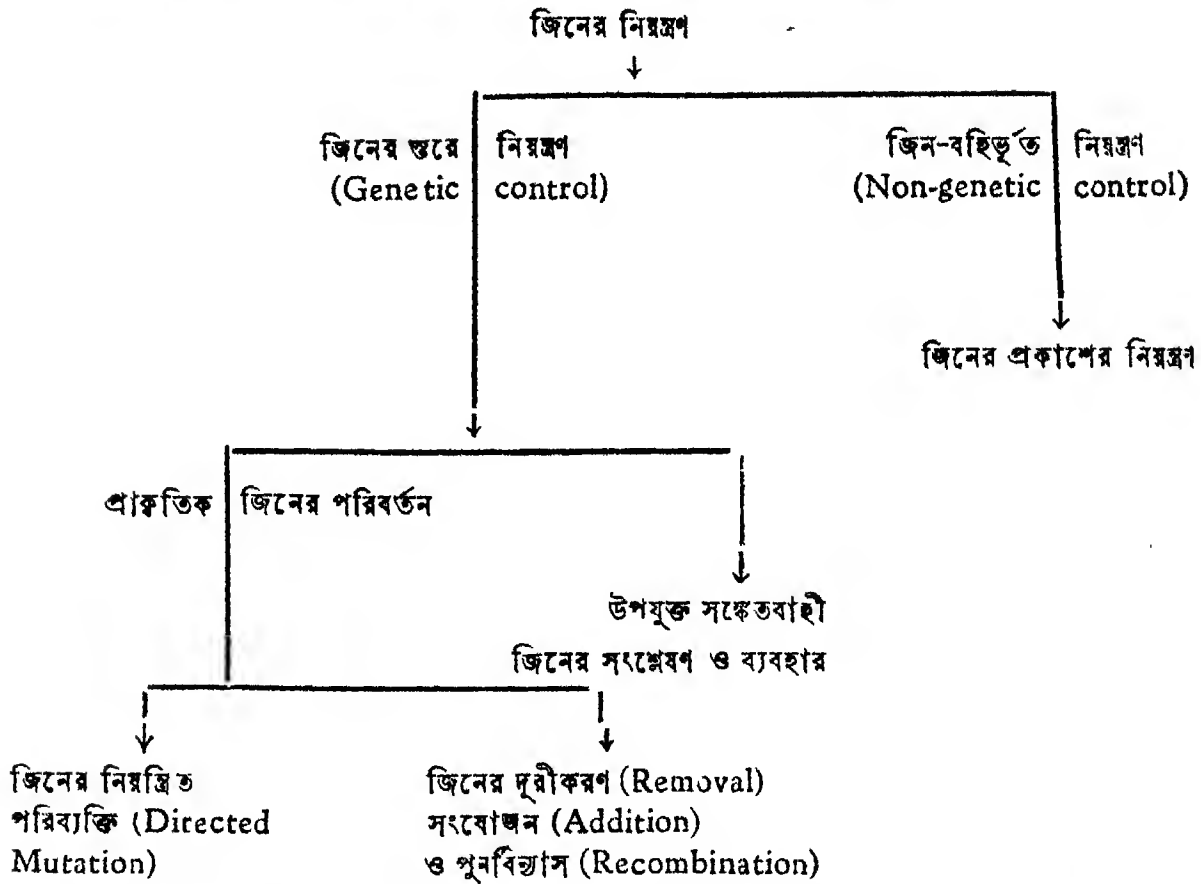 জিনের নিয়ন্ত্রণ
জিনের স্তরে নিয়ন্ত্রণ
(Genetic control)
জিন-বহির্ভূত নিয়ন্ত্রণ
(Non-genetic control)
জিনের প্রকাশের নিয়ন্ত্রণ
প্রাকৃতিক জিনের পরিবর্তন
উপযুক্ত সঙ্কেতবাহী
জিনের সংশ্লেষণ ও ব্যবহার
জিনের নিয়ন্ত্রিত
পরিব্যক্তি (Directed
Mutation)
জিনের দূরীকরণ (Removal)
সংযোজন (Addition)
ও পুনর্বিন্যাস (Recombination)